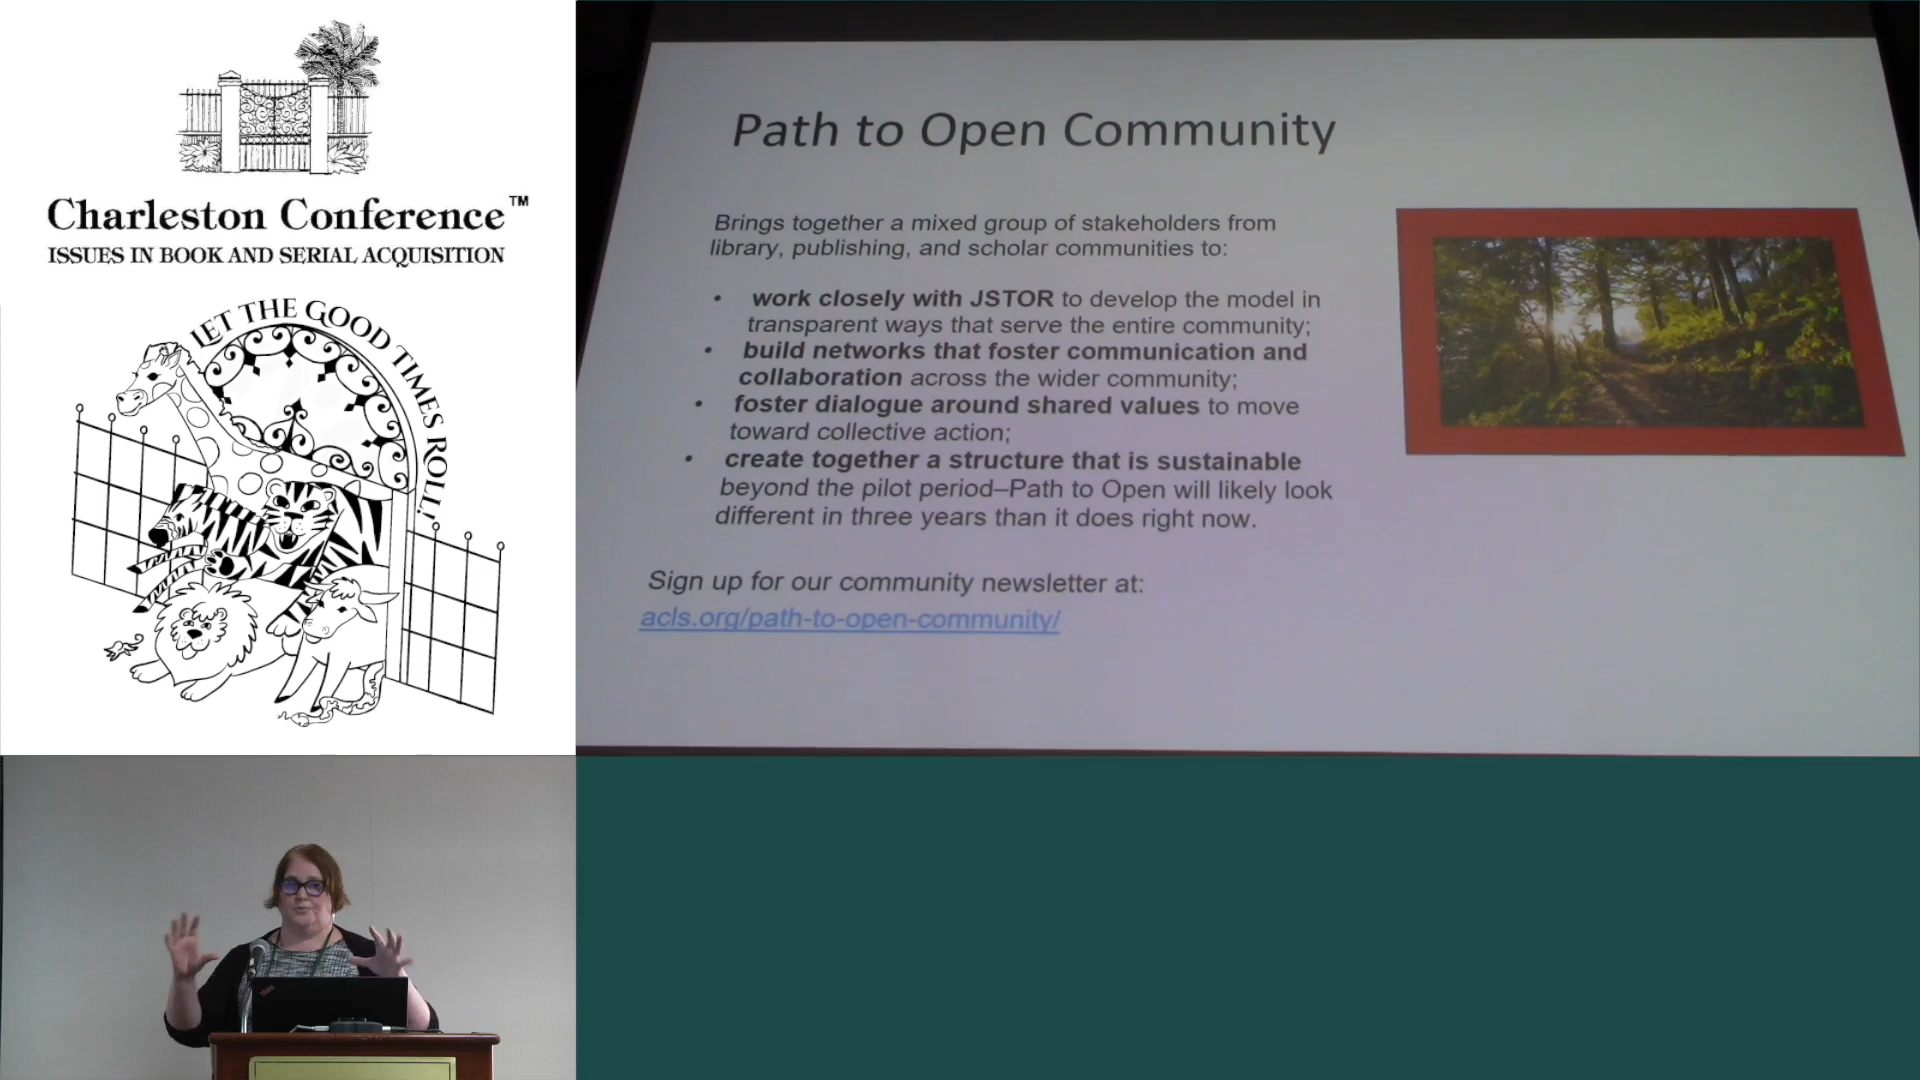 Charleston Conference™
ISSUES IN BOOK AND SERIAL ACQUISITION
LET THE GOOD TIMES ROLL!
Path to Open Community
Brings together a mixed group of stakeholders from
library, publishing, and scholar communities to:
• work closely with JSTOR to develop the model in
transparent ways that serve the entire community;
• build networks that foster communication and
collaboration across the wider community;
• foster dialogue around shared values to move
toward collective action;
• create together a structure that is sustainable
beyond the pilot period–Path to Open will likely look
different in three years than it does right now.
Sign up for our community newsletter at:
acls.org/path-to-open-community/